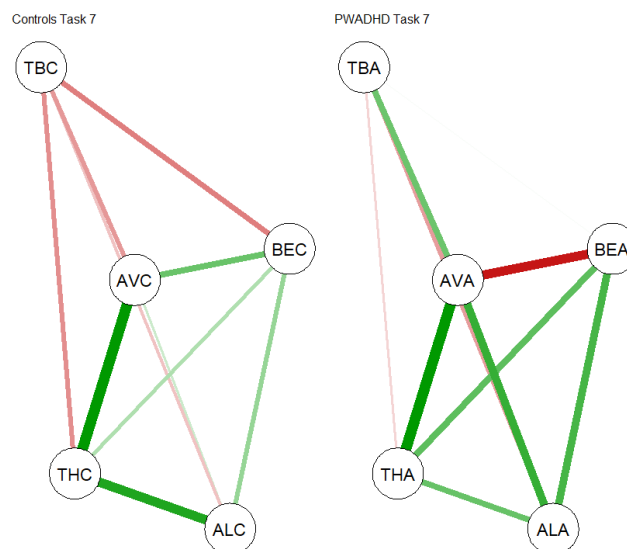 Controls Task 7
TBC
BEC
AVC
THC
ALC
PWADHD Task 7
TBA
BEA
AVA
THA
ALA